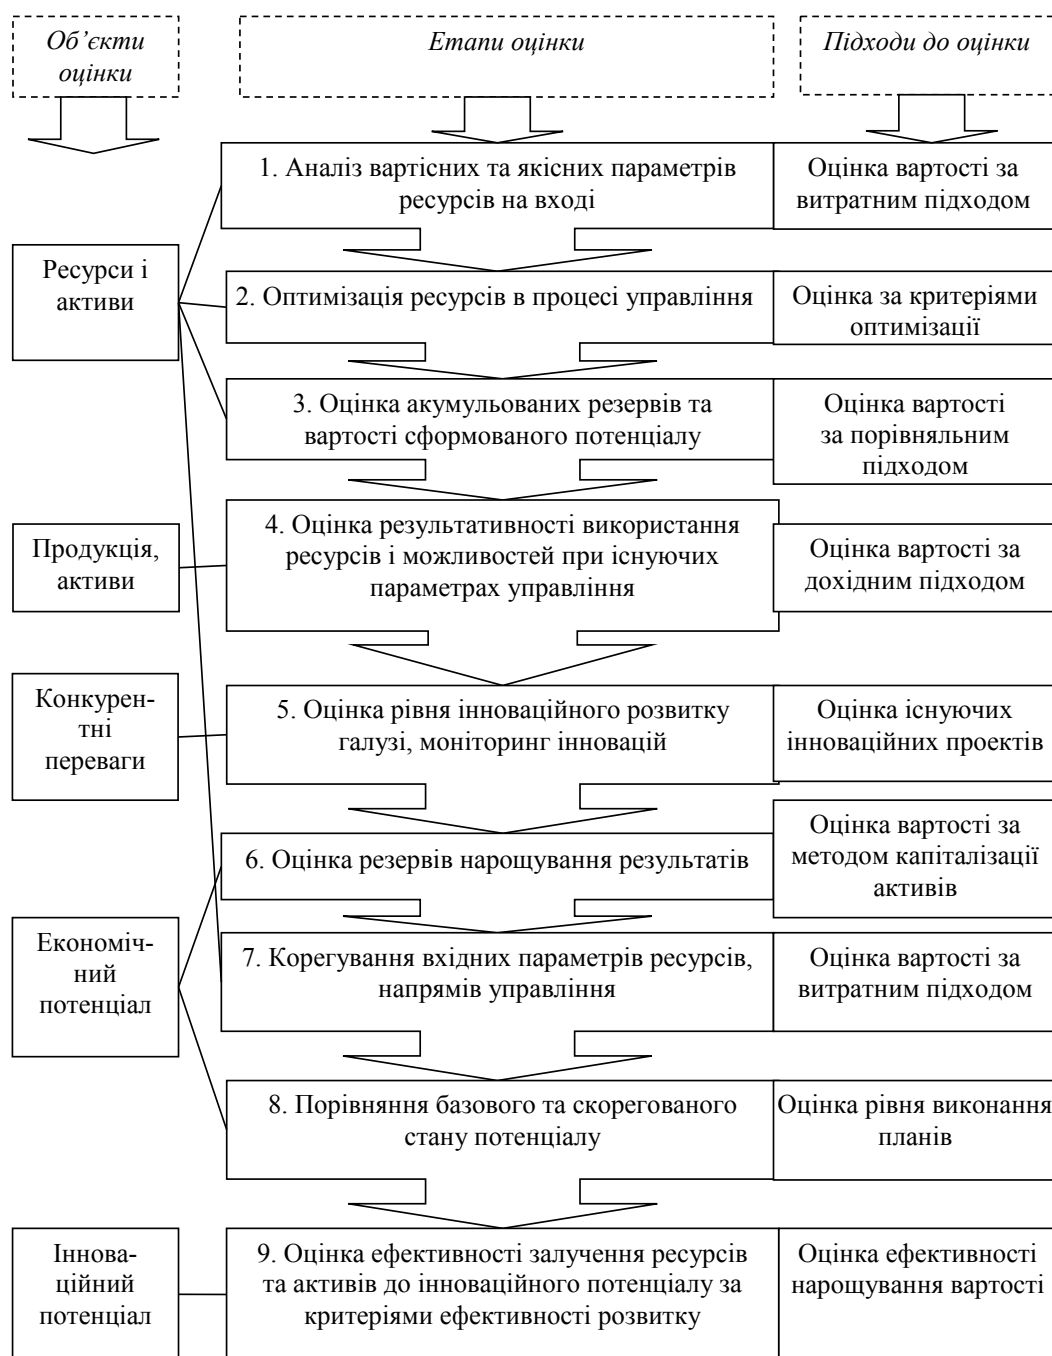 Об’єкти
оцінки
Етапи оцінки
Підходи до оцінки
1. Аналіз вартісних та якісних параметрів
ресурсів на вході
Оцінка вартості за
витратним підходом
Ресурси і
активи
2. Оптимізація ресурсів в процесі управління
Оцінка за критеріями
оптимізації
3. Оцінка акумульованих резервів та
вартості сформованого потенціалу
Оцінка вартості
за порівняльним
підходом
Продукція,
активи
4. Оцінка результативності використання
ресурсів і можливостей при існуючих
параметрах управління
Оцінка вартості за
дохідним підходом
Конкурен-
тні
переваги
5. Оцінка рівня інноваційного розвитку
галузі, моніторинг інновацій
Оцінка існуючих
інноваційних проектів
6. Оцінка резервів нарощування результатів
Оцінка вартості за
методом капіталізації
активів
Економіч-
ний
потенціал
7. Корегування вхідних параметрів ресурсів,
напрямів управління
Оцінка вартості за
витратним підходом
8. Порівняння базового та скорегованого
стану потенціалу
Оцінка рівня виконання
планів
Іннова-
ційний
потенціал
9. Оцінка ефективності залучення ресурсів
та активів до інноваційного потенціалу за
критеріями ефективності розвитку
Оцінка ефективності
нарощування вартості